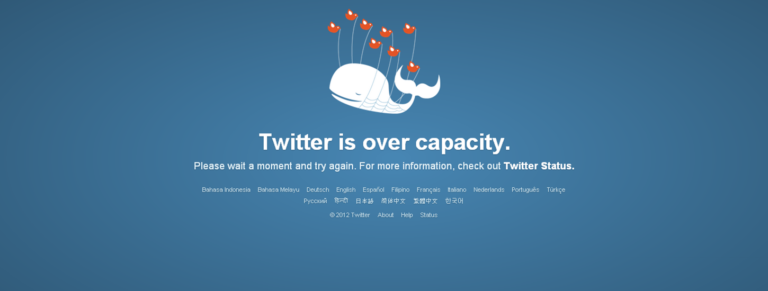 Twitter is over capacity.
Please wait a moment and try again. For more information, check out Twitter Status.
Bahasa Indonesia Bahasa Melayu Deutsch English Español Filipino Français Italiano Nederlands Português Türkçe
Русский हिन्दी 日本語 简体中文 繁體中文 한국어
© 2012 Twitter About Help Status